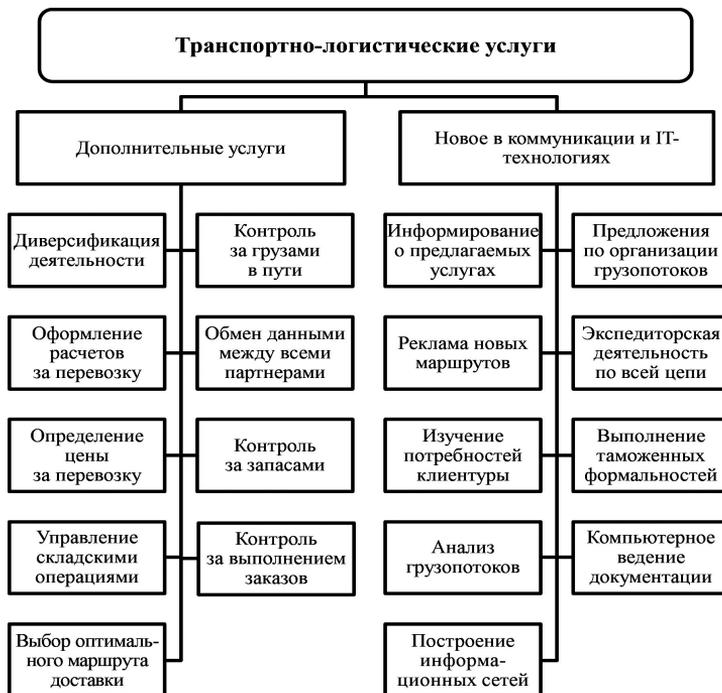 Транспортно-логистические услуги
Дополнительные услуги
Новое в коммуникации и IT-
технологиях
Диверсификация
деятельности
Контроль
за грузами
в пути
Информирование
о предлагаемых
услугах
Предложения
по организации
грузопотоков
Оформление
расчетов
за перевозку
Обмен данными
между всеми
партнерами
Реклама новых
маршрутов
Экспедиторская
деятельность
по всей цепи
Определение
цены
за перевозку
Контроль
за запасами
Изучение
потребностей
клиентуры
Выполнение
таможенных
формальностей
Управление
складскими
операциями
Контроль
за выполнением
заказов
Анализ
грузопотоков
Компьютерное
ведение
документации
Выбор оптималь-
ного маршрута
доставки
Построение
информа-
ционных сетей